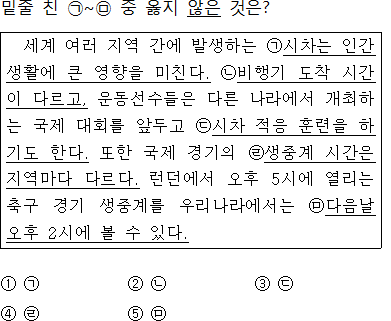 밑줄 친 ㉠~㉤ 중 옳지 않은 것은?
세계 여러 지역 간에 발생하는 ㉠시차는 인간
생활에 큰 영향을 미친다. ㉡비행기 도착 시간
이 다르고, 운동선수들은 다른 나라에서 개최하
는 국제 대회를 앞두고 ㉢시차 적응 훈련을 하
기도 한다. 또한 국제 경기의 ㉣생중계 시간은
지역마다 다르다. 런던에서 오후 5시에 열리는
축구 경기 생중계를 우리나라에서는 ㉤다음날
오후 2시에 볼 수 있다.
① ㉠ ② ㉡ ③ ㉢
④ ㉣ ⑤ ㉤